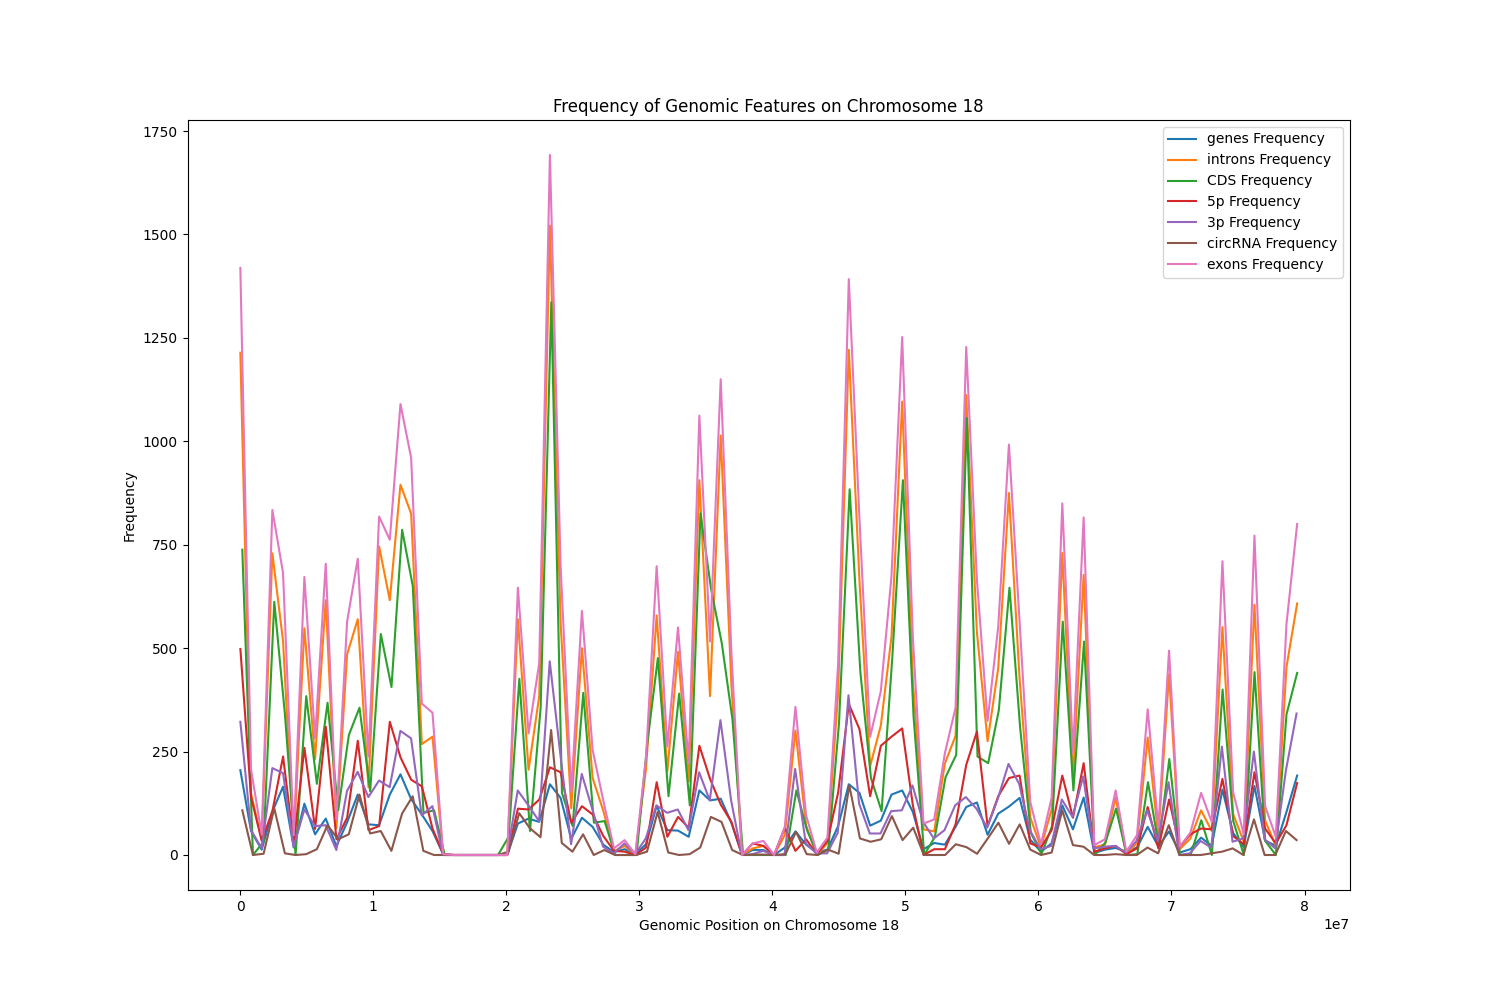 Frequency of Genomic Features on Chromosome 18
1750
1500
1250
1000
750
500
250
0
Frequency
genes Frequency
introns Frequency
CDS Frequency
5p Frequency
3p Frequency
circRNA Frequency
exons Frequency
0 1 2 3 4 5 6 7 8
1e7
Genomic Position on Chromosome 18